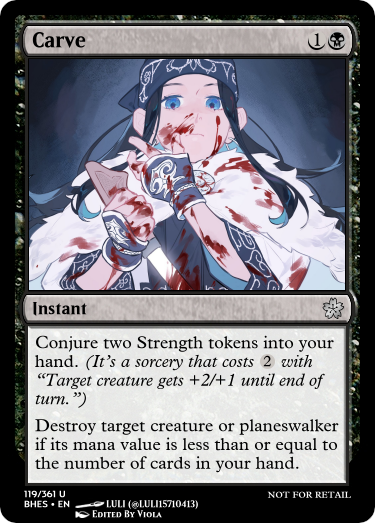 Carve 1
Instant
Conjure two Strength tokens into your
hand. (It's a sorcery that costs 2 with
“Target creature gets +2/+1 until end of
turn.”)
Destroy target creature or planeswalker
if its mana value is less than or equal to
the number of cards in your hand.
119/361 U
NOT FOR RETAIL
BHES • EN LULI (@LULI15710413)
Edited By Viola